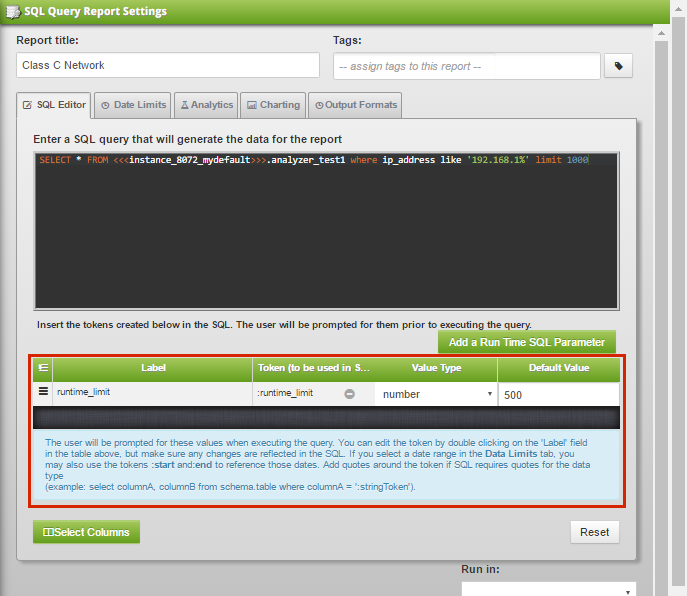 SQL Query Report Settings
Report title:
Tags:
Class C Network
-- assign tags to this report --
SQL Editor
Date Limits
Analytics
Charting
Output Formats
Enter a SQL query that will generate the data for the report
SELECT * FROM <<<instance_8072_mydefault>>>.analyzer_test1 where ip_address like '192.168.1%' limit 1000
Insert the tokens created below in the SQL. The user will be prompted for them prior to executing the query.
Add a Run Time SQL Parameter
Label
Token (to be used in S...
Value Type
Default Value
runtime_limit
:runtime_limit
number
500
The user will be prompted for these values when executing the query. You can edit the token by double clicking on the 'Label' field
in the table above, but make sure any changes are reflected in the SQL. If you select a date range in the Data Limits tab, you
may also use the tokens :start and:end to reference those dates. Add quotes around the token if SQL requires quotes for the data
type
(example: select columnA, columnB from schema.table where columnA = ':stringToken').
Select Columns
Reset
Run in: